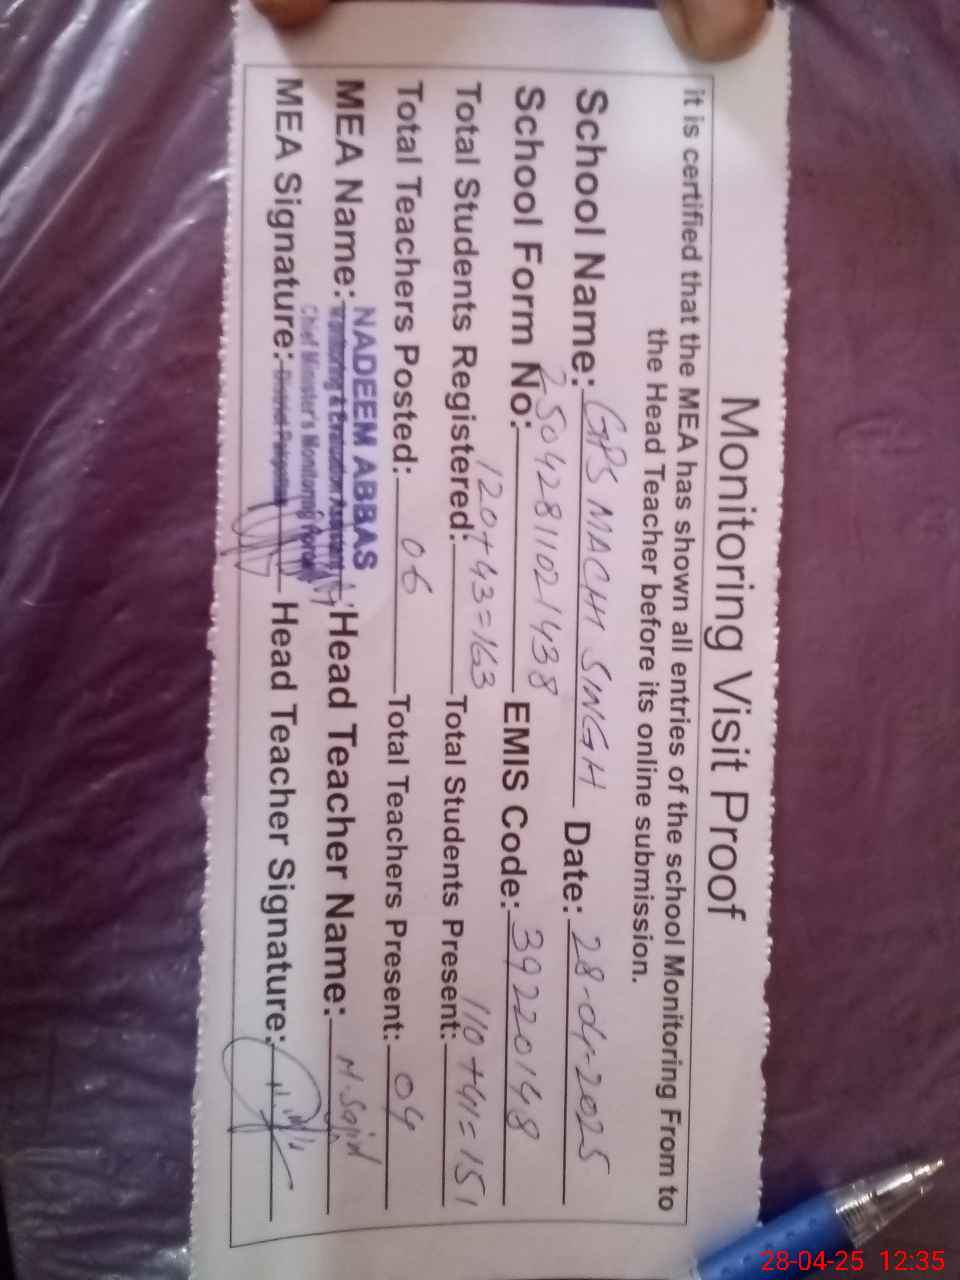 Monitoring Visit Proof
it is certified that the MEA has shown all entries of the school Monitoring From to
the Head Teacher before its online submission.
School Name: GPS MACHI SINGH Date: 28-04-2025
School Form No: 25042811021438 EMIS Code: 39220148
Total Students Registered: 120+43=163 Total Students Present: 110+41=151
Total Teachers Posted: 06 Total Teachers Present: 04
MEA Name: NADEEM ABBAS Head Teacher Name: M. Sajid
Monitoring & Evaluation Assistant
Chief Minister's Monitoring Force
MEA Signature: Head Teacher Signature:
28-04-25 12:35